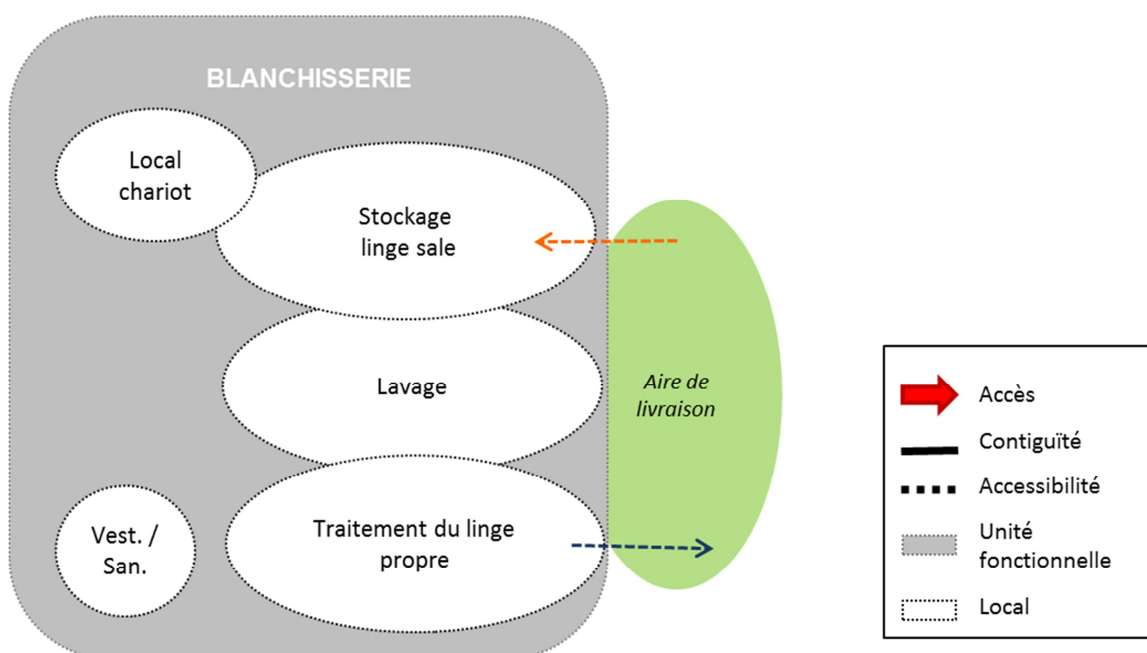 BLANCHISSERIE
Local
chariot
Stockage
linge sale
Lavage
Aire de
livraison
Vest. /
San.
Traitement du linge
propre
Accès
Contiguïté
Accessibilité
Unité
fonctionnelle
Local